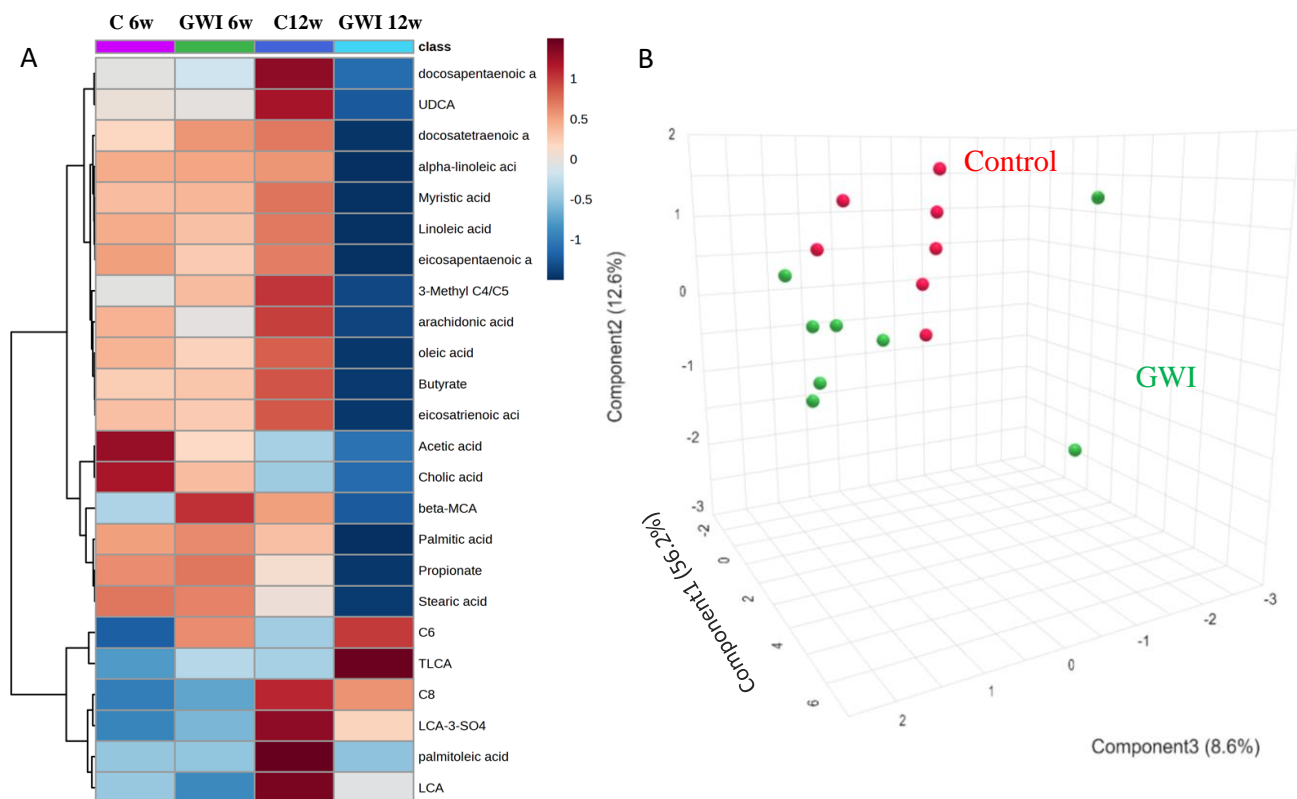 C 6w GWI 6w C12w GWI 12w
A
class
docosapentaenoic a
UDCA
docosatetraenoic a
alpha-linoleic aci
Myristic acid
Linoleic acid
eicosapentaenoic a
3-Methyl C4/C5
arachidonic acid
oleic acid
Butyrate
eicosatrienoic aci
Acetic acid
Cholic acid
beta-MCA
Palmitic acid
Propionate
Stearic acid
C6
TLCA
C8
LCA-3-SO4
palmitoleic acid
LCA
1
0.5
0
-0.5
-1
B
Control
GWI
Component2 (12.6%)
2
1
0
-1
-2
-3
Component1 (56.2%)
-2
0
2
4
6
Component3 (8.6%)
2
1
0
-1
-2
-3